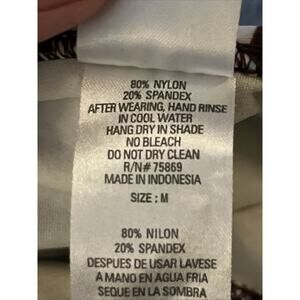 80% NYLON
20% SPANDEX
AFTER WEARING, HAND RINSE
IN COOL WATER
HANG DRY IN SHADE
NO BLEACH
DO NOT DRY CLEAN
R/N# 75869
MADE IN INDONESIA
SIZE : M
80% NILON
20% SPANDEX
DESPUES DE USAR LAVESE
A MANO EN AGUA FRIA
SEQUE EN LA SOMBRA